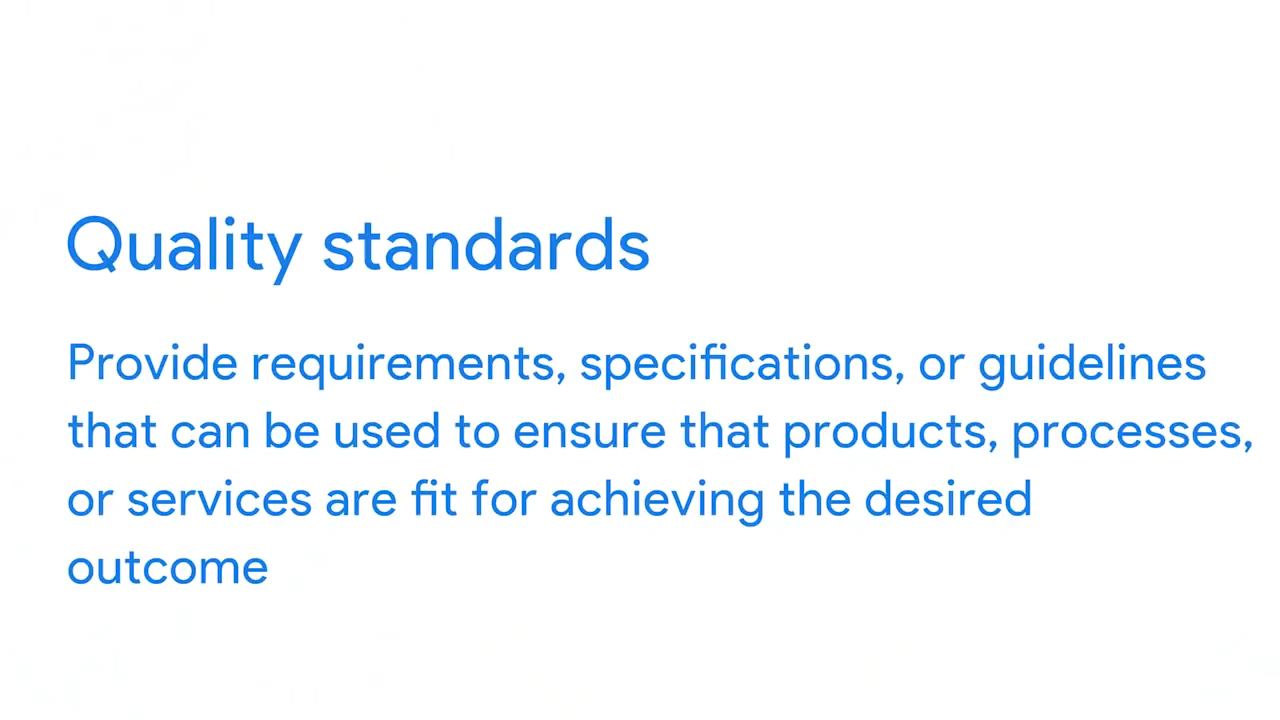 Quality standards
Provide requirements, specifications, or guidelines
that can be used to ensure that products, processes,
or services are fit for achieving the desired
outcome